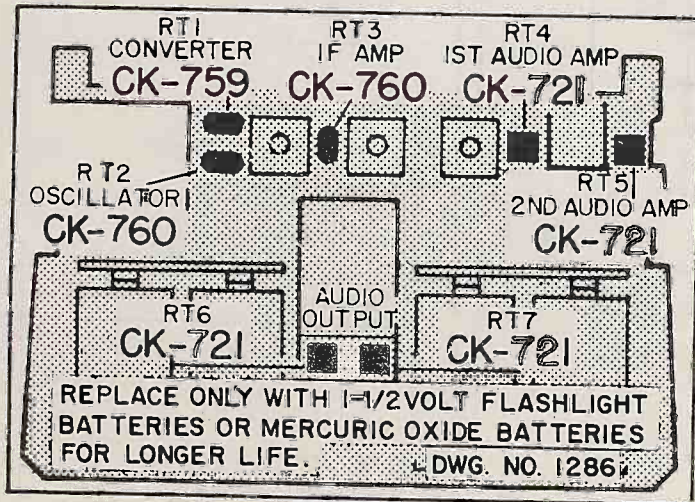 RT1
CONVERTER
CK-759
RT3
IF AMP
CK-760
RT4
1ST AUDIO AMP
CK-721
RT2
OSCILLATOR
CK-760
RT5
2ND AUDIO AMP
CK-721
RT6
CK-721
AUDIO
OUTPUT
RT7
CK-721
REPLACE ONLY WITH 1-1/2 VOLT FLASHLIGHT
BATTERIES OR MERCURIC OXIDE BATTERIES
FOR LONGER LIFE.
DWG. NO. 1286